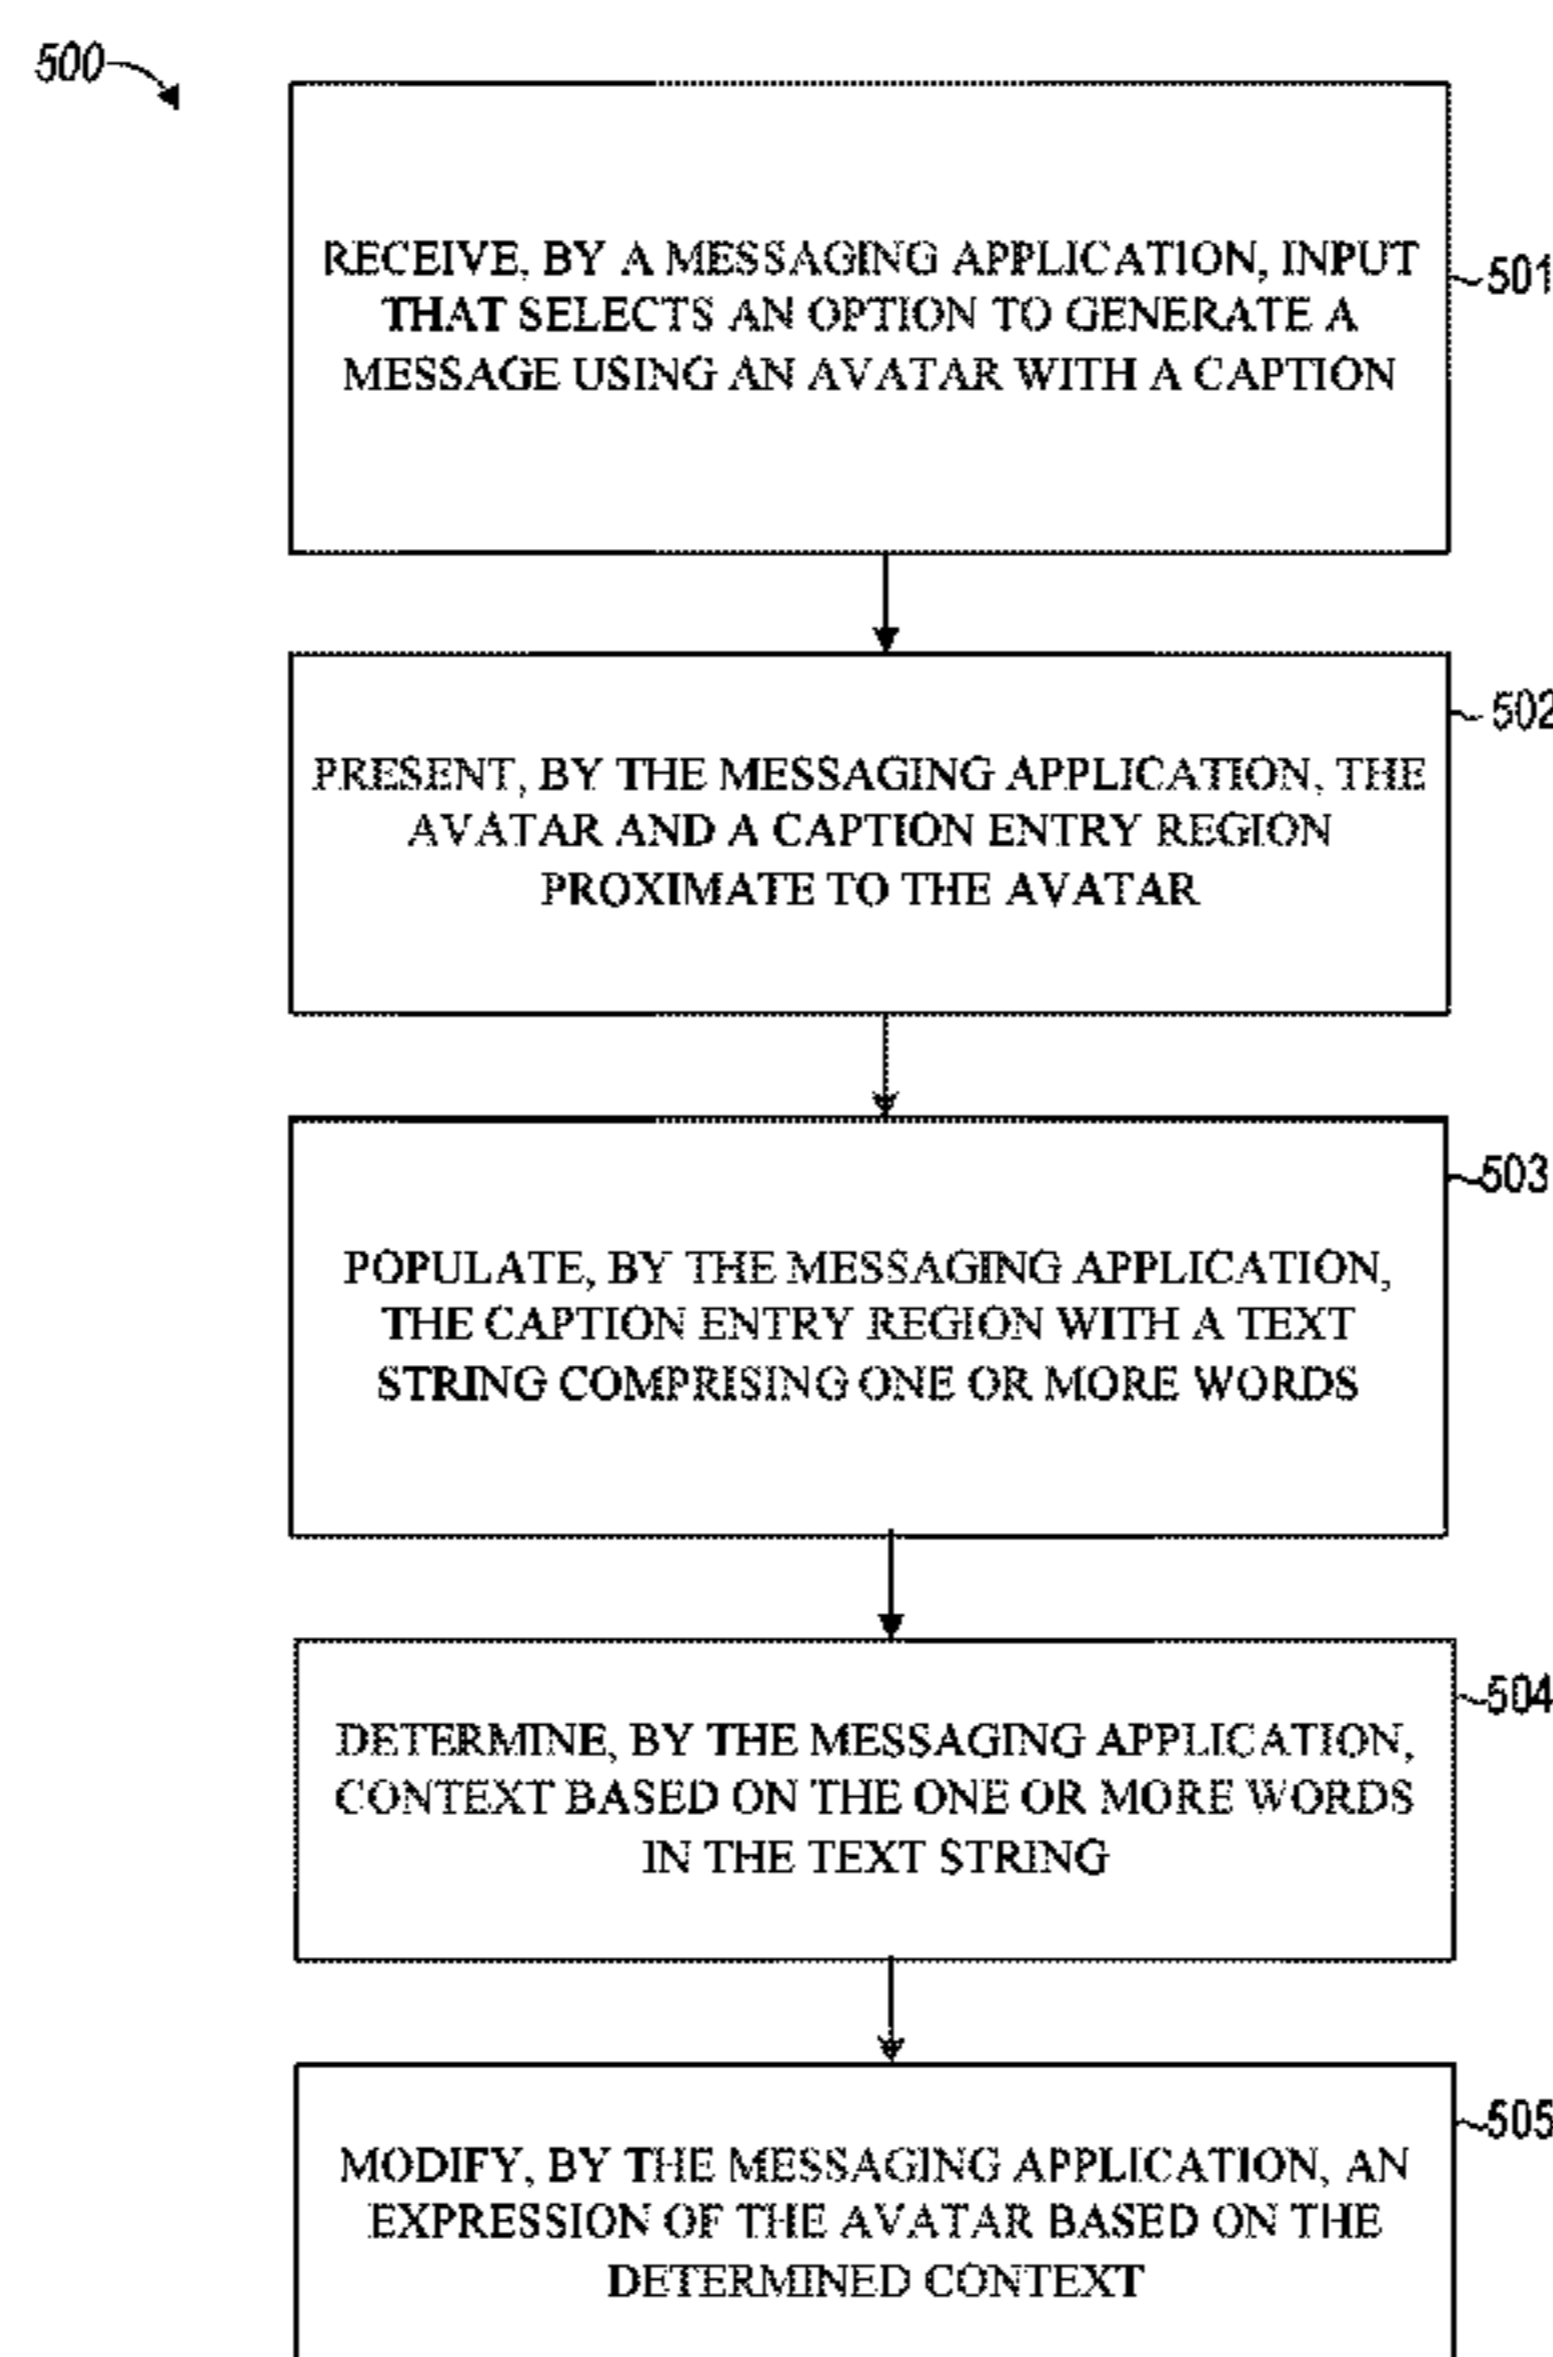 500
RECEIVE, BY A MESSAGING APPLICATION, INPUT
THAT SELECTS AN OPTION TO GENERATE A
MESSAGE USING AN AVATAR WITH A CAPTION
501
502
PRESENT, BY THE MESSAGING APPLICATION, THE
AVATAR AND A CAPTION ENTRY REGION
PROXIMATE TO THE AVATAR
503
POPULATE, BY THE MESSAGING APPLICATION,
THE CAPTION ENTRY REGION WITH A TEXT
STRING COMPRISING ONE OR MORE WORDS
504
DETERMINE, BY THE MESSAGING APPLICATION,
CONTEXT BASED ON THE ONE OR MORE WORDS
IN THE TEXT STRING
505
MODIFY, BY THE MESSAGING APPLICATION, AN
EXPRESSION OF THE AVATAR BASED ON THE
DETERMINED CONTEXT